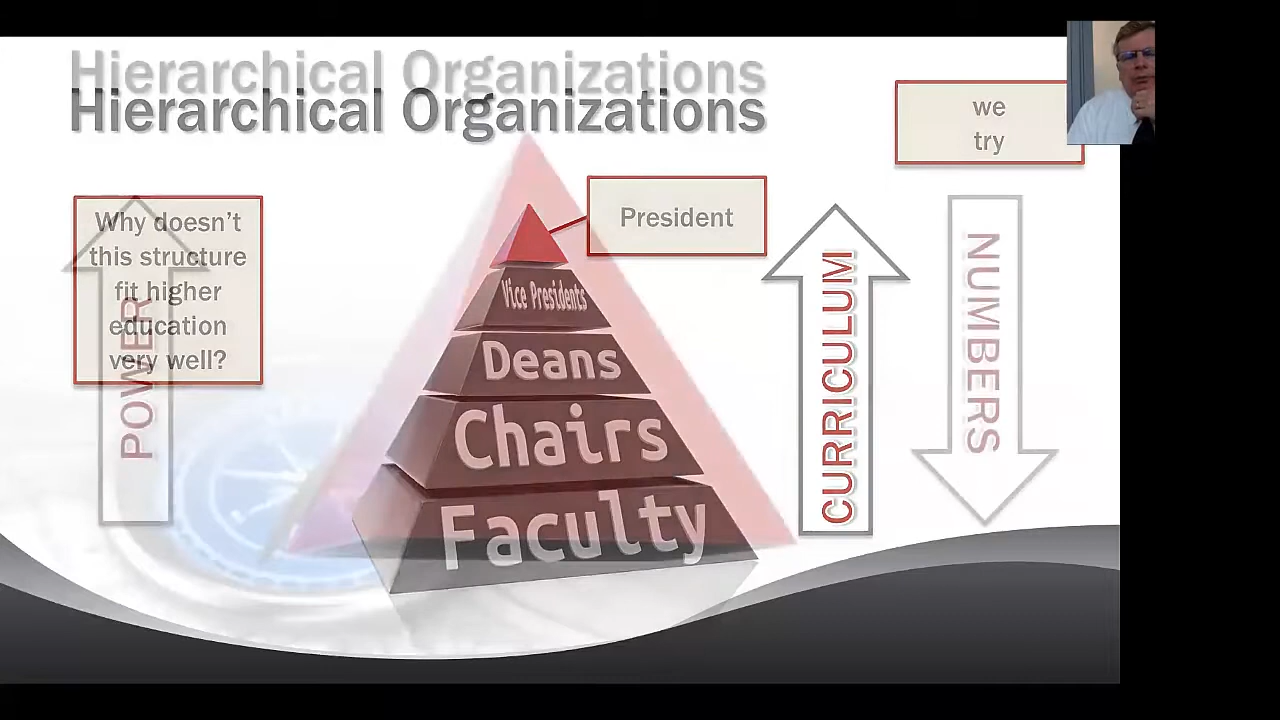 Hierarchical Organizations
Hierarchical Organizations
we
try
Why doesn't
this structure
fit higher
education
very well?
POWER
President
Vice Presidents
Deans
Chairs
Faculty
CURRICULUM
NUMBERS